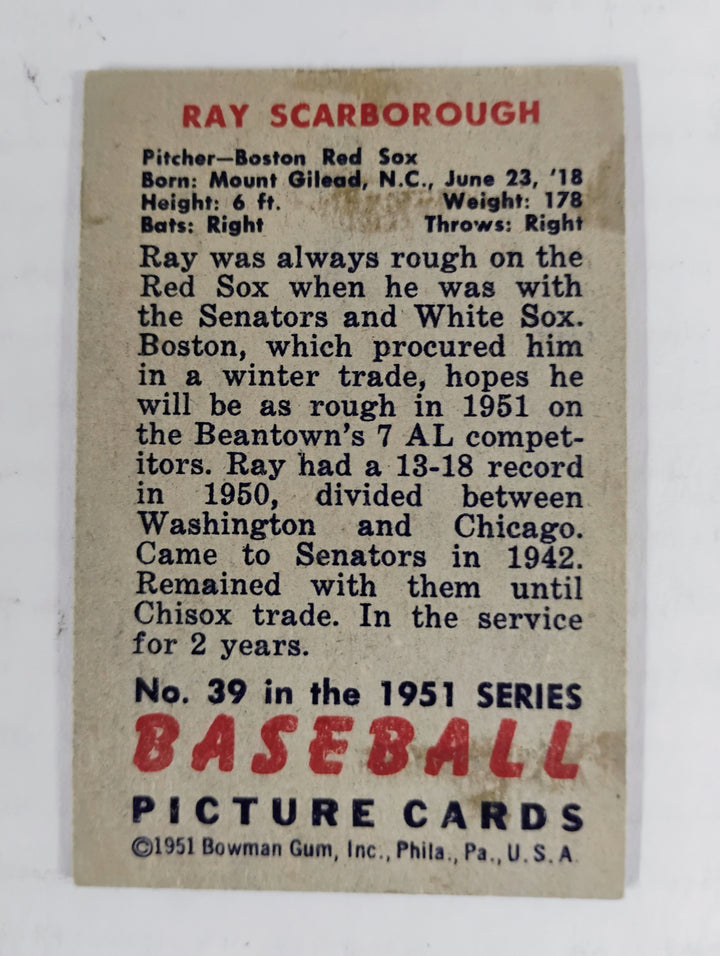 RAY SCARBOROUGH
Pitcher—Boston Red Sox
Born: Mount Gilead, N.C., June 23, '18
Height: 6 ft. Weight: 178
Bats: Right Throws: Right
Ray was always rough on the
Red Sox when he was with
the Senators and White Sox.
Boston, which procured him
in a winter trade, hopes he
will be as rough in 1951 on
the Beantown's 7 AL compet-
itors. Ray had a 13-18 record
in 1950, divided between
Washington and Chicago.
Came to Senators in 1942.
Remained with them until
Chisox trade. In the service
for 2 years.
No. 39 in the 1951 SERIES
BASEBALL
PICTURE CARDS
©1951 Bowman Gum, Inc., Phila., Pa., U.S.A.